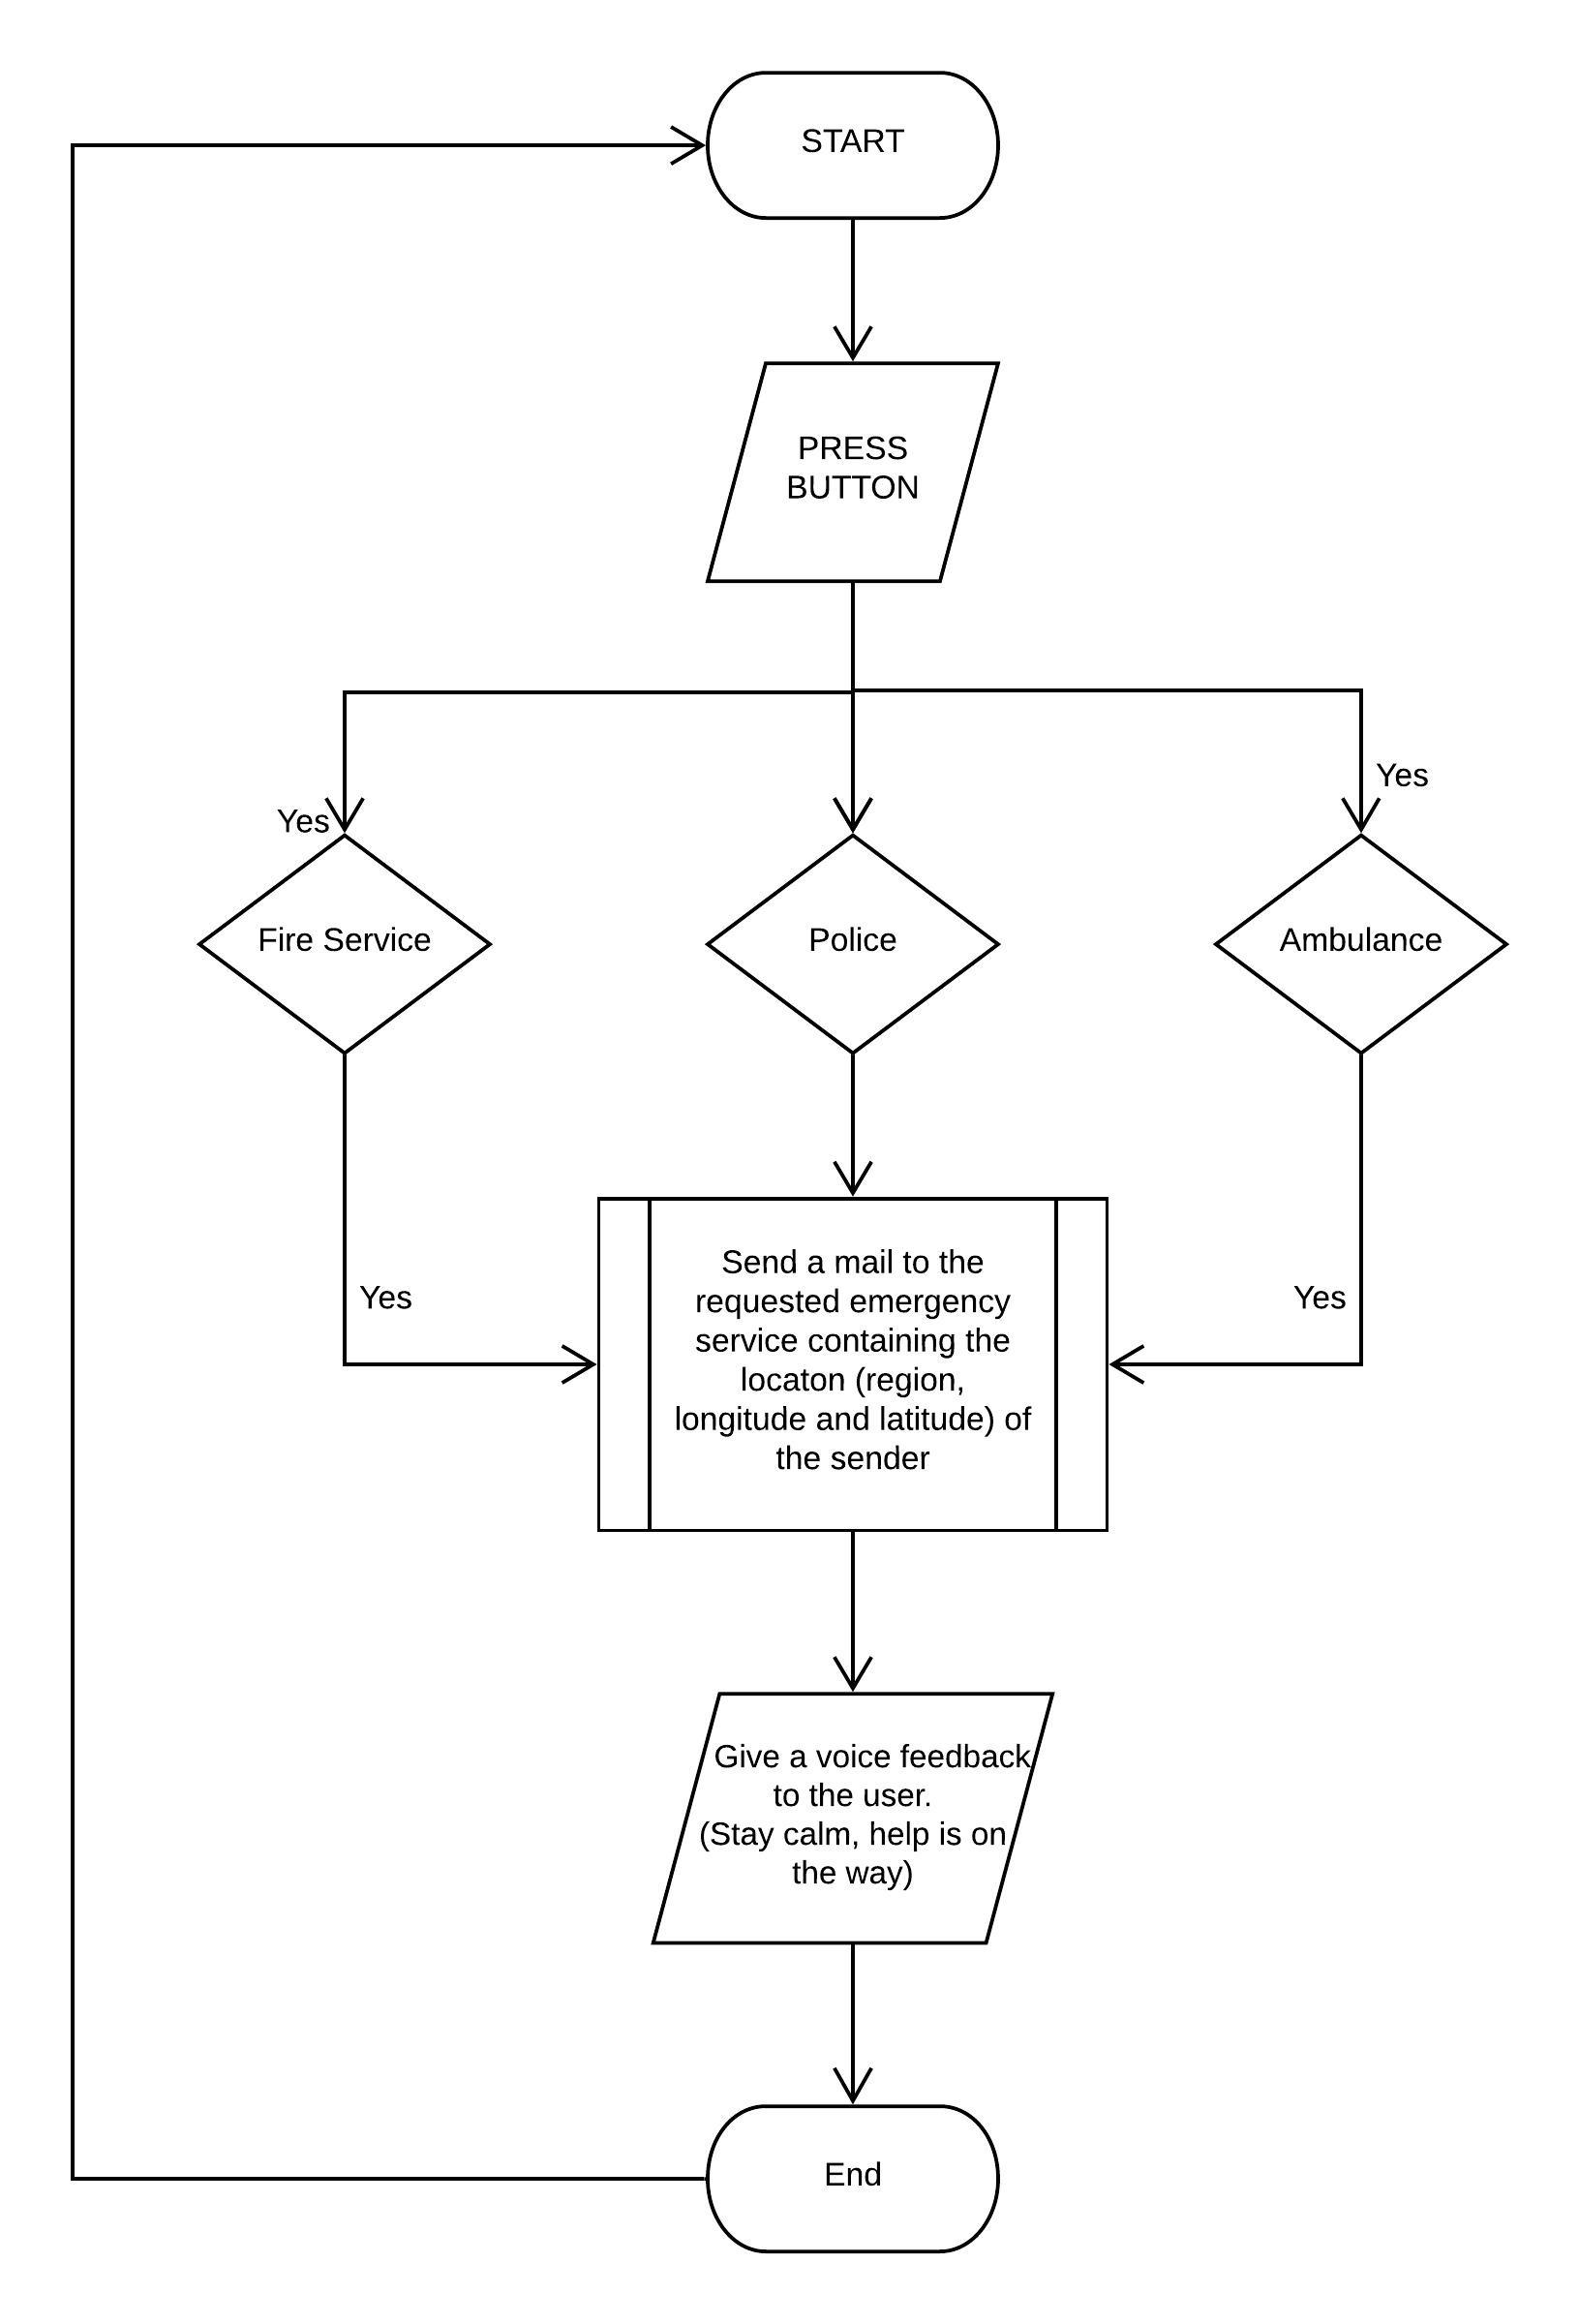 START
PRESS
BUTTON
Yes
Yes
Fire Service
Police
Ambulance
Send a mail to the
requested emergency
service containing the
locaton (region,
longitude and latitude) of
the sender
Yes
Yes
Give a voice feedback
to the user.
(Stay calm, help is on
the way)
End